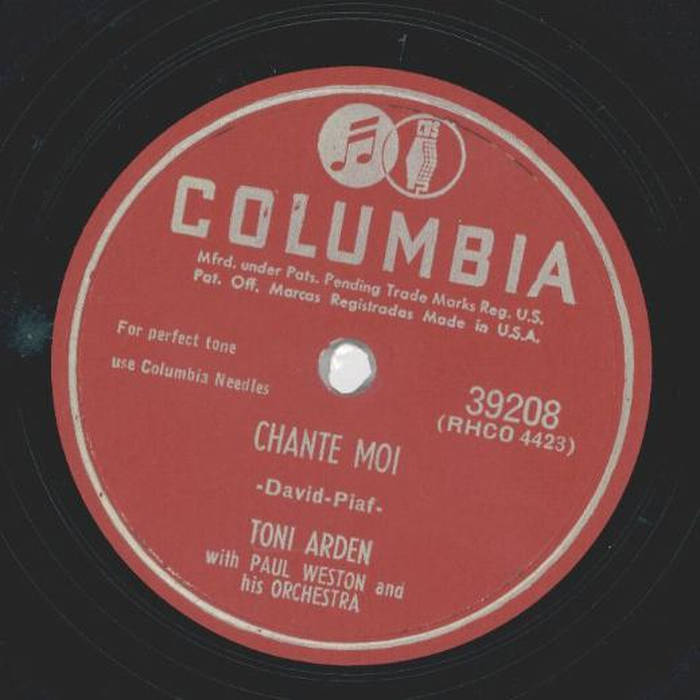 CBS
COLUMBIA
Mfrd. under Pats. Pending Trade Marks Reg. U.S.
Pat. Off. Marcas Registradas Made in U.S.A.
For perfect tone
use Columbia Needles
39208
(RHCO 4423)
CHANTE MOI
-David-Piaf-
TONI ARDEN
with PAUL WESTON and
his ORCHESTRA